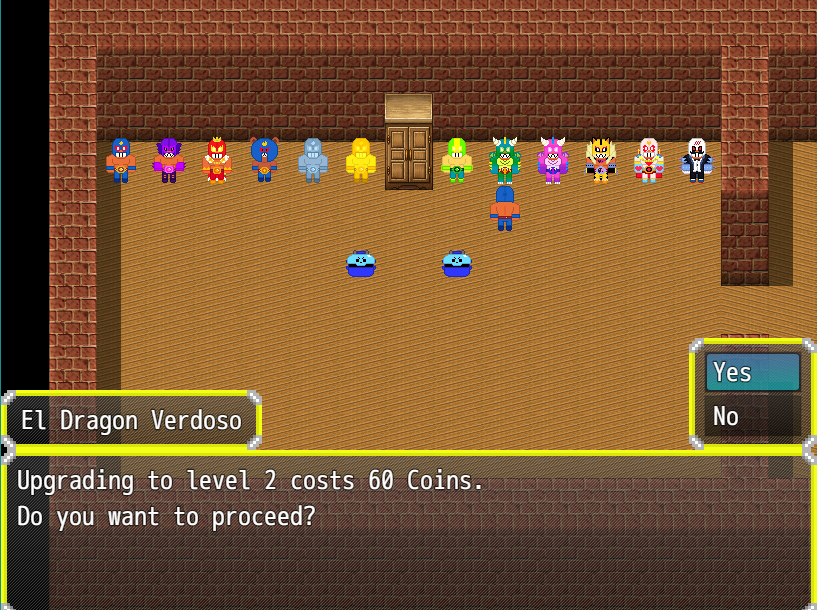 Yes
No
El Dragon Verdoso
Upgrading to level 2 costs 60 Coins.
Do you want to proceed?